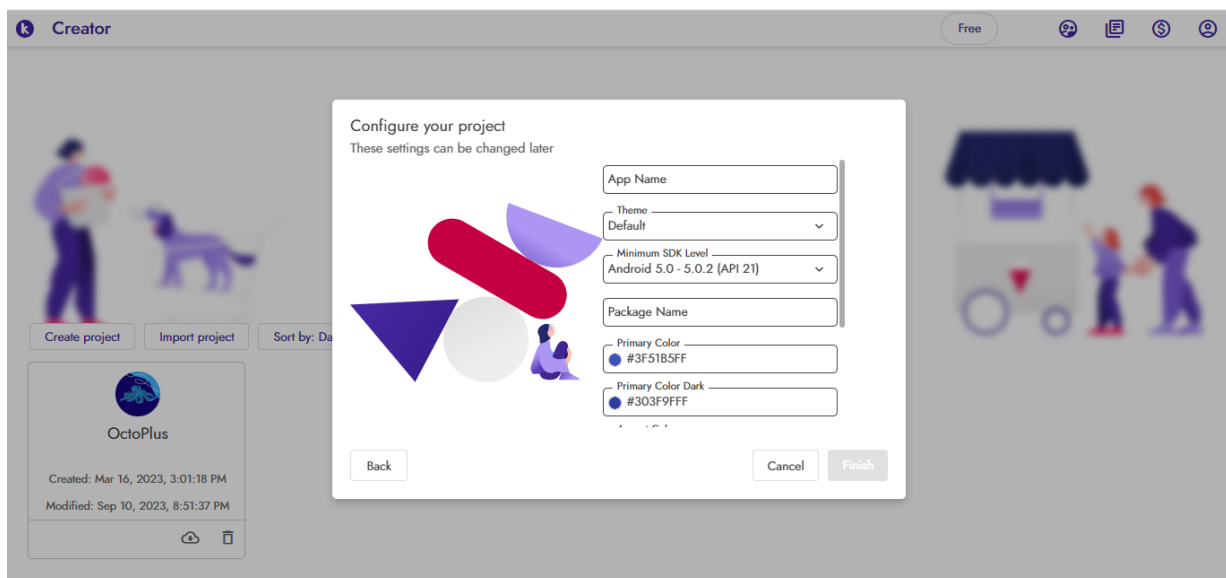 Creator
Free
Configure your project
These settings can be changed later
App Name
Theme
Default
Minimum SDK Level
Android 5.0 - 5.0.2 (API 21)
Package Name
Primary Color
#3F51B5FF
Primary Color Dark
#303F9FFF
Back
Cancel
Finish
Create project
Import project
Sort by: Da
OctoPlus
Created: Mar 16, 2023, 3:01:18 PM
Modified: Sep 10, 2023, 8:51:37 PM